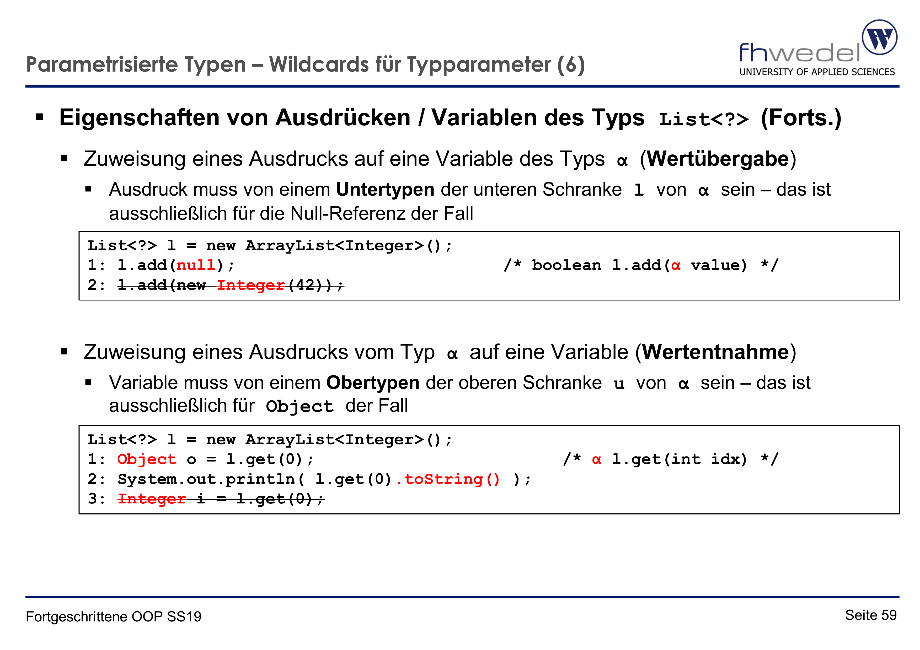 Parametrisierte Typen – Wildcards für Typparameter (6)
fhwedel
UNIVERSITY OF APPLIED SCIENCES
▪ Eigenschaften von Ausdrücken / Variablen des Typs List<?> (Forts.)
▪ Zuweisung eines Ausdrucks auf eine Variable des Typs α (Wertübergabe)
▪ Ausdruck muss von einem Untertypen der unteren Schranke l von α sein – das ist
ausschließlich für die Null-Referenz der Fall
List<?> l = new ArrayList<Integer>();
1: l.add(null); /* boolean l.add(α value) */
2: l.add(new Integer(42));
▪ Zuweisung eines Ausdrucks vom Typ α auf eine Variable (Wertentnahme)
▪ Variable muss von einem Obertypen der oberen Schranke u von α sein – das ist
ausschließlich für Object der Fall
List<?> l = new ArrayList<Integer>();
1: Object o = l.get(0); /* α l.get(int idx) */
2: System.out.println( l.get(0).toString() );
3: Integer i = l.get(0);
Fortgeschrittene OOP SS19
Seite 59